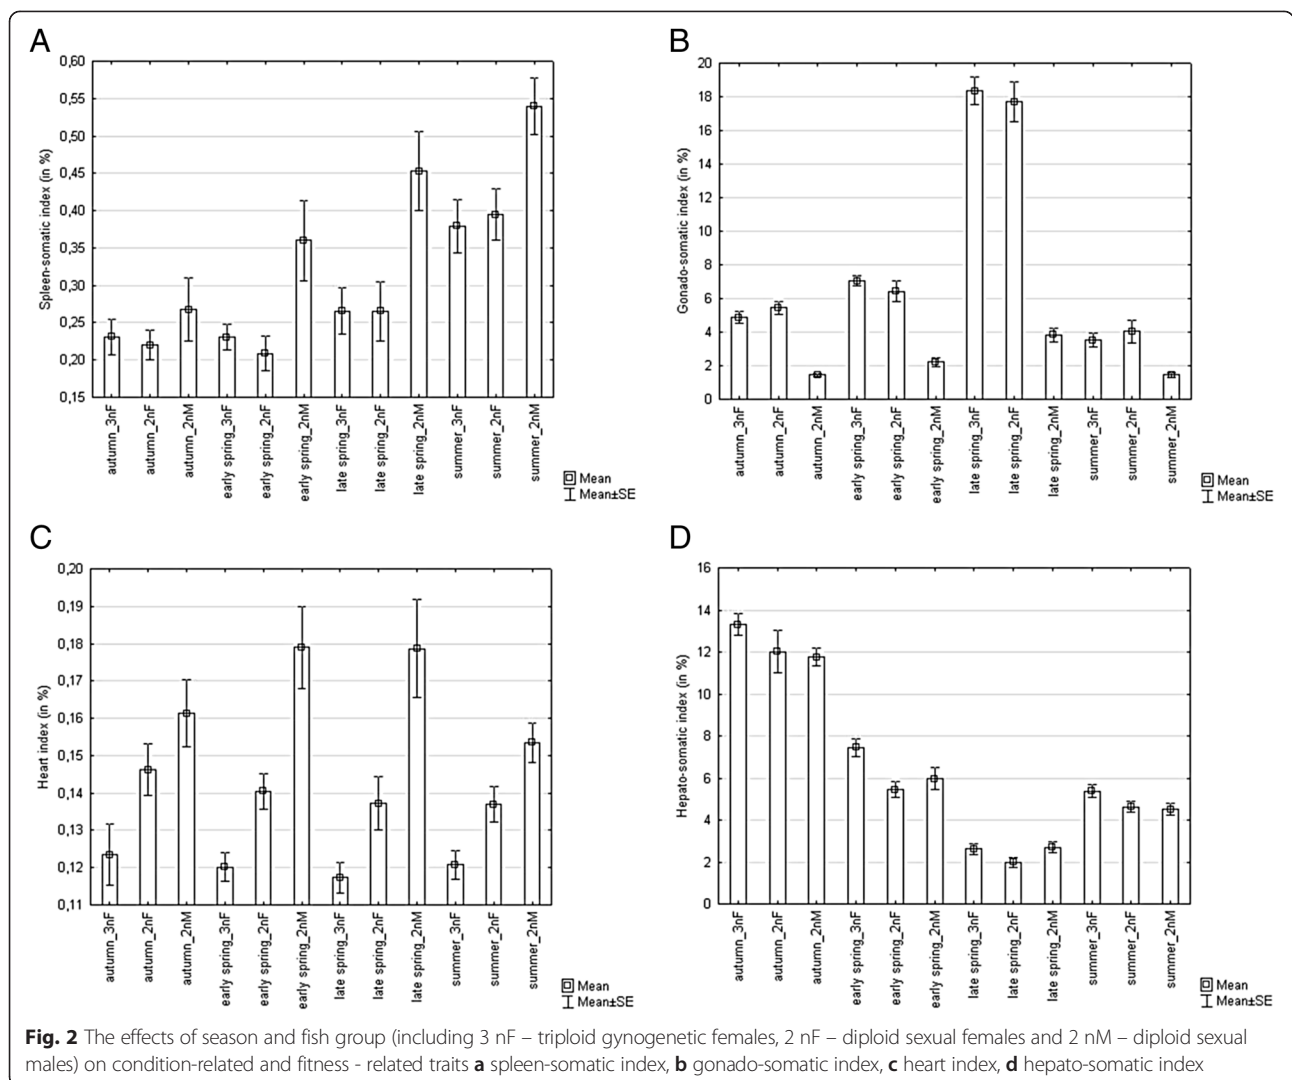 A
Spleen-somatic index (in %)
0,60
0,55
0,50
0,45
0,40
0,35
0,30
0,25
0,20
0,15
autumn_3nF
autumn_2nF
autumn_2nM
early spring_3nF
early spring_2nF
early spring_2nM
late spring_3nF
late spring_2nF
late spring_2nM
summer_3nF
summer_2nF
summer_2nM
Mean
Mean±SE
B
Gonado-somatic index (in %)
20
18
16
14
12
10
8
6
4
2
0
autumn_3nF
autumn_2nF
autumn_2nM
early spring_3nF
early spring_2nF
early spring_2nM
late spring_3nF
late spring_2nF
late spring_2nM
summer_3nF
summer_2nF
summer_2nM
Mean
Mean±SE
C
Heart index (in %)
0,20
0,19
0,18
0,17
0,16
0,15
0,14
0,13
0,12
0,11
autumn_3nF
autumn_2nF
autumn_2nM
early spring_3nF
early spring_2nF
early spring_2nM
late spring_3nF
late spring_2nF
late spring_2nM
summer_3nF
summer_2nF
summer_2nM
Mean
Mean±SE
D
Hepato-somatic index (in %)
16
14
12
10
8
6
4
2
0
autumn_3nF
autumn_2nF
autumn_2nM
early spring_3nF
early spring_2nF
early spring_2nM
late spring_3nF
late spring_2nF
late spring_2nM
summer_3nF
summer_2nF
summer_2nM
Mean
Mean±SE
Fig. 2 The effects of season and fish group (including 3 nF – triploid gynogenetic females, 2 nF – diploid sexual females and 2 nM – diploid sexual
males) on condition-related and fitness - related traits a spleen-somatic index, b gonado-somatic index, c heart index, d hepato-somatic index